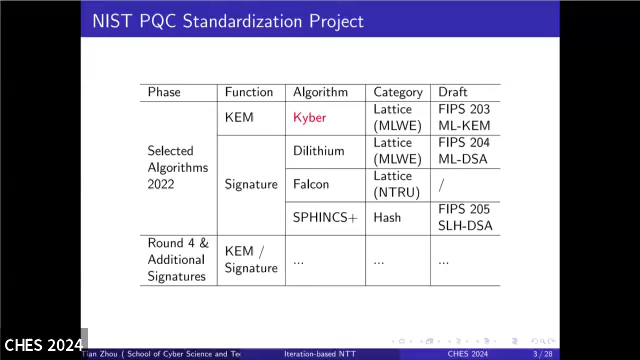 NIST PQC Standardization Project
Phase Function Algorithm Category Draft
Selected Algorithms 2022
KEM Kyber Lattice (MLWE) FIPS 203 ML-KEM
Signature
Dilithium Lattice (MLWE) FIPS 204 ML-DSA
Falcon Lattice (NTRU) /
SPHINCS+ Hash FIPS 205 SLH-DSA
Round 4 & Additional Signatures
KEM / Signature ... ... ...
CHES 2024
Tian Zhou ( School of Cyber Science and Tec Iteration-based NTT CHES 2024 3 / 28